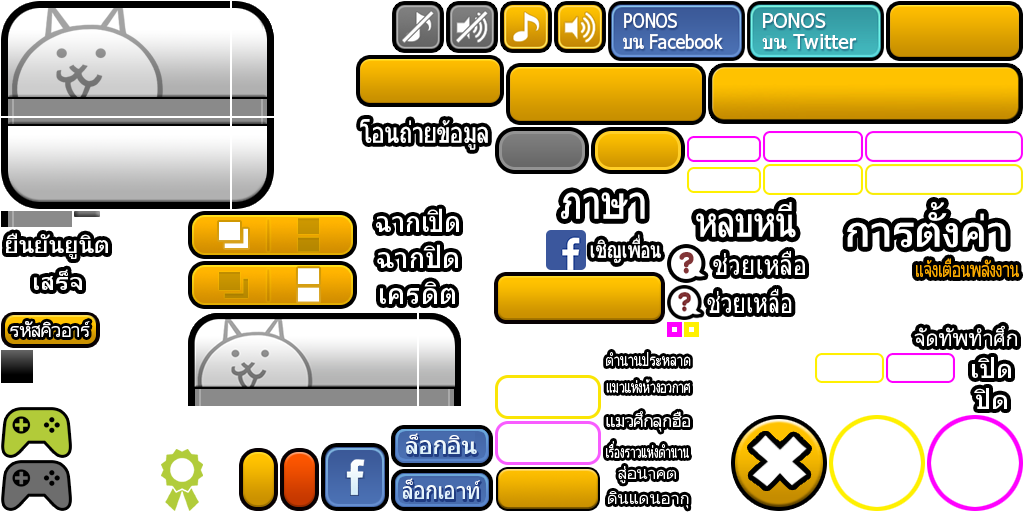 PONOS
บน Facebook
PONOS
บน Twitter
โอนถ่ายข้อมูล
ภาษา
หลบหนี
การตั้งค่า
ยืนยันยูนิต
เสร็จ
ฉากเปิด
ฉากปิด
เครดิต
เชิญเพื่อน
? ช่วยเหลือ
? ช่วยเหลือ
แจ้งเตือนพลังงาน
รหัสคิวอาร์
จัดทัพทำศึก
เปิด
ปิด
ตำนานประหลาด
แมวแห่งห้วงอวกาศ
แมวศึกลุกฮือ
เรื่องราวแห่งตำนาน
สู่อนาคต
ดินแดนอากุ
ล็อกอิน
ล็อกเอาท์